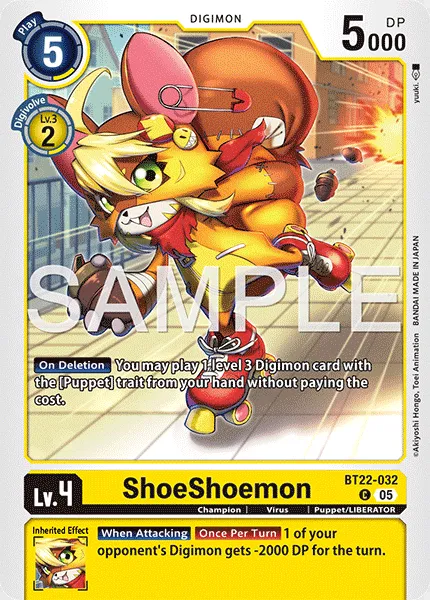 DIGIMON
Play
5
DP
5000
yuuki.
Digivolve
Lv.3
2
SAMPLE
On Deletion You may play 1 level 3 Digimon card with
the [Puppet] trait from your hand without paying the
cost.
©Akiyoshi Hongo, Toei Animation BANDAI MADE IN JAPAN
Lv.4
ShoeShoemon
BT22-032
C 05
Champion | Virus | Puppet/LIBERATOR
Inherited Effect
When Attacking Once Per Turn 1 of your
opponent's Digimon gets -2000 DP for the turn.